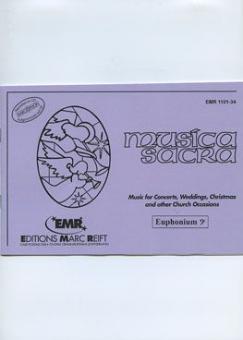 EMR 1101-34
musica
sacra
Music for Concerts, Weddings, Christmas
and other Church Occasions
Euphonium 𝄢
EMR
EDITIONS MARC REIFT